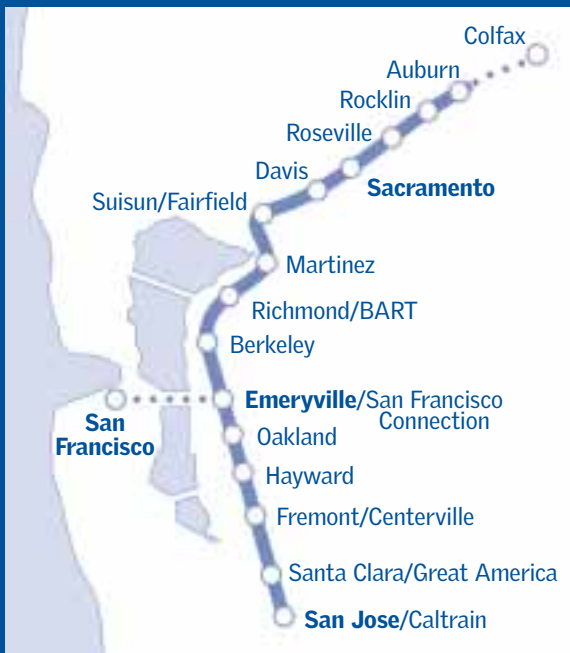 Colfax
Auburn
Rocklin
Roseville
Davis
Sacramento
Suisun/Fairfield
Martinez
Richmond/BART
Berkeley
Emeryville/San Francisco
Connection
San
Francisco
Oakland
Hayward
Fremont/Centerville
Santa Clara/Great America
San Jose/Caltrain